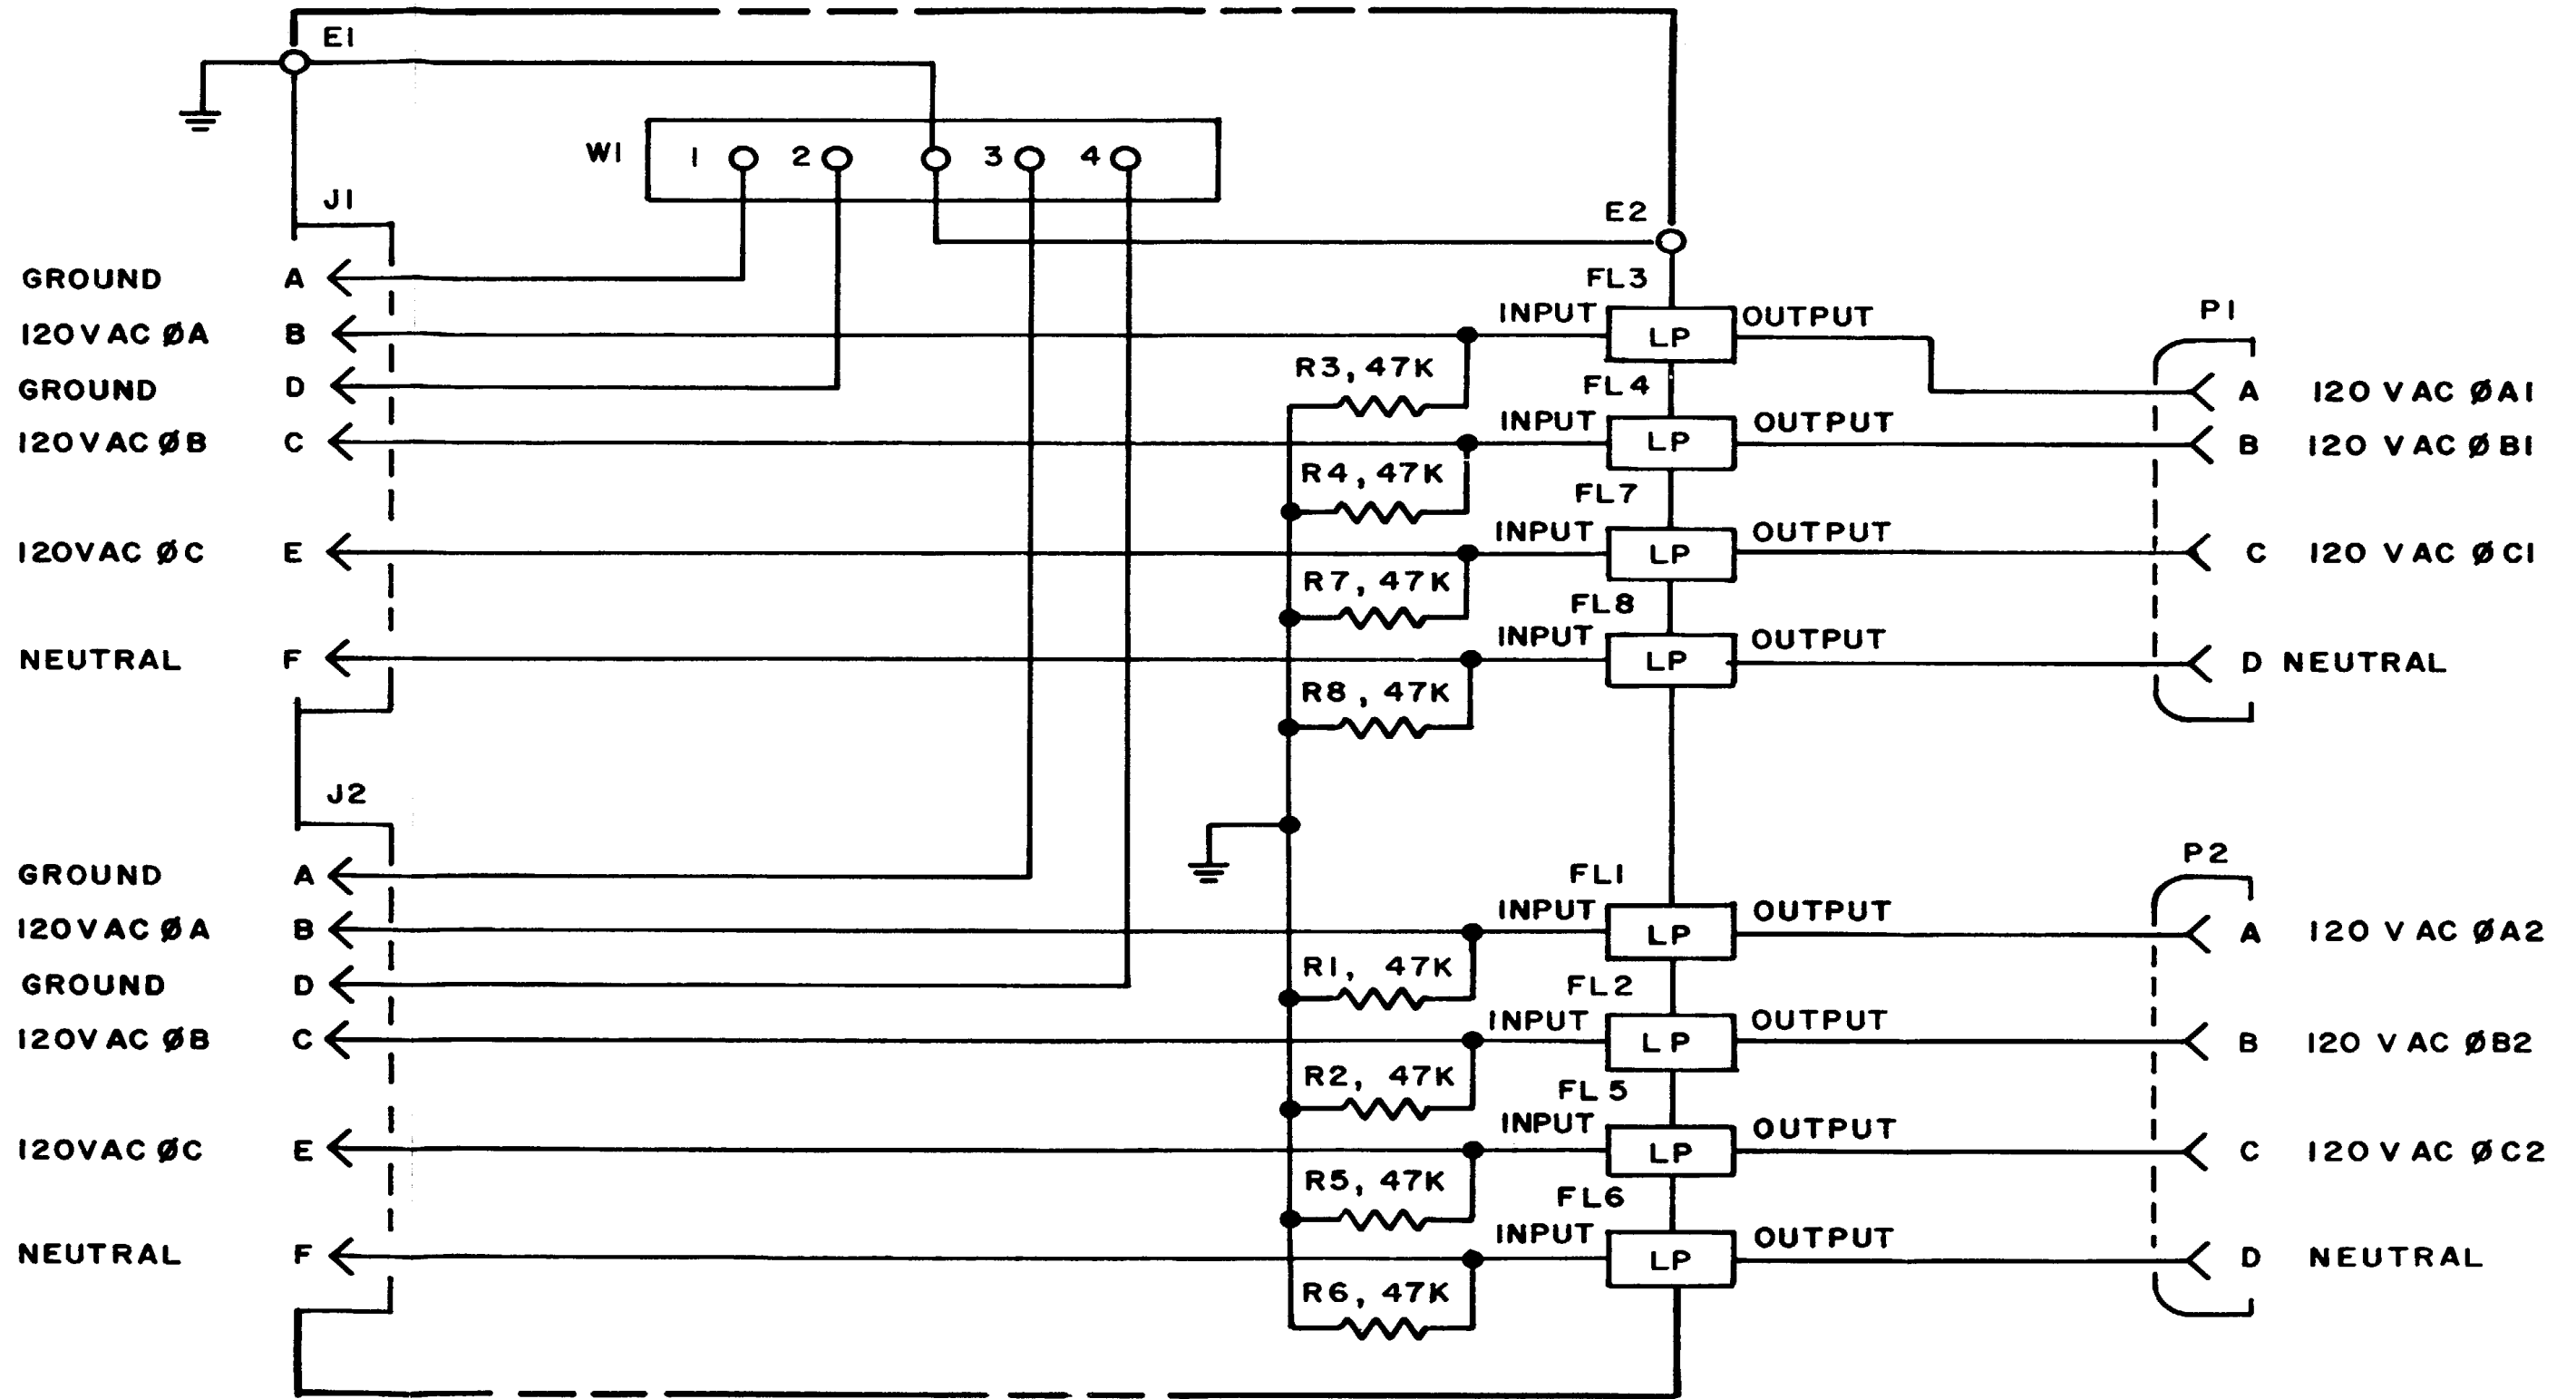 E1
W1 1 2 3 4
J1
E2
FL3
GROUND A
INPUT LP OUTPUT
P1
120VAC ØA B
R3, 47K
FL4
GROUND D
A 120 VAC ØA1
120VAC ØB C
INPUT LP OUTPUT
B 120 VAC ØB1
R4, 47K
FL7
120VAC ØC E
INPUT LP OUTPUT
C 120 VAC ØC1
R7, 47K
FL8
NEUTRAL F
INPUT LP OUTPUT
D NEUTRAL
R8, 47K
J2
P2
GROUND A
FL1
120VAC ØA B
INPUT LP OUTPUT
A 120 VAC ØA2
R1, 47K
GROUND D
FL2
120VAC ØB C
INPUT LP OUTPUT
B 120 VAC ØB2
R2, 47K
FL5
120VAC ØC E
INPUT LP OUTPUT
C 120 VAC ØC2
R5, 47K
FL6
NEUTRAL F
INPUT LP OUTPUT
D NEUTRAL
R6, 47K